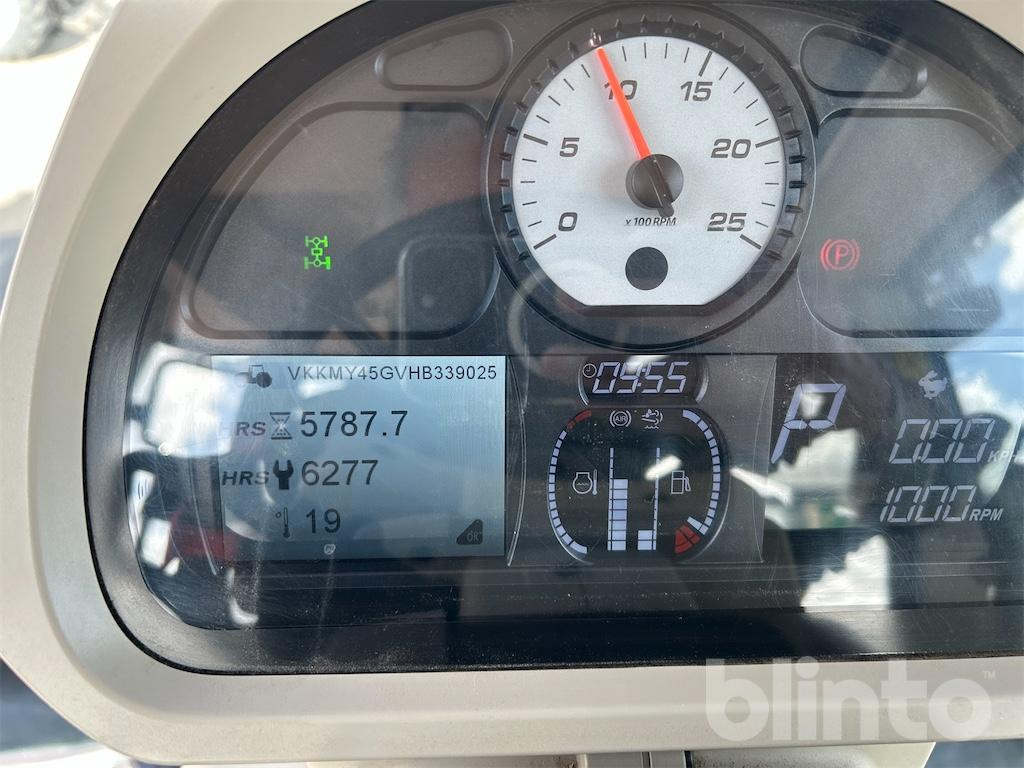 10
15
5
20
0
25
x 100 RPM
P
VKKMY45GVHB339025
HRS 5787.7
HRS 6277
19
OK
09:55
AIR
P
0.00 KPH
1000 RPM
blinto™